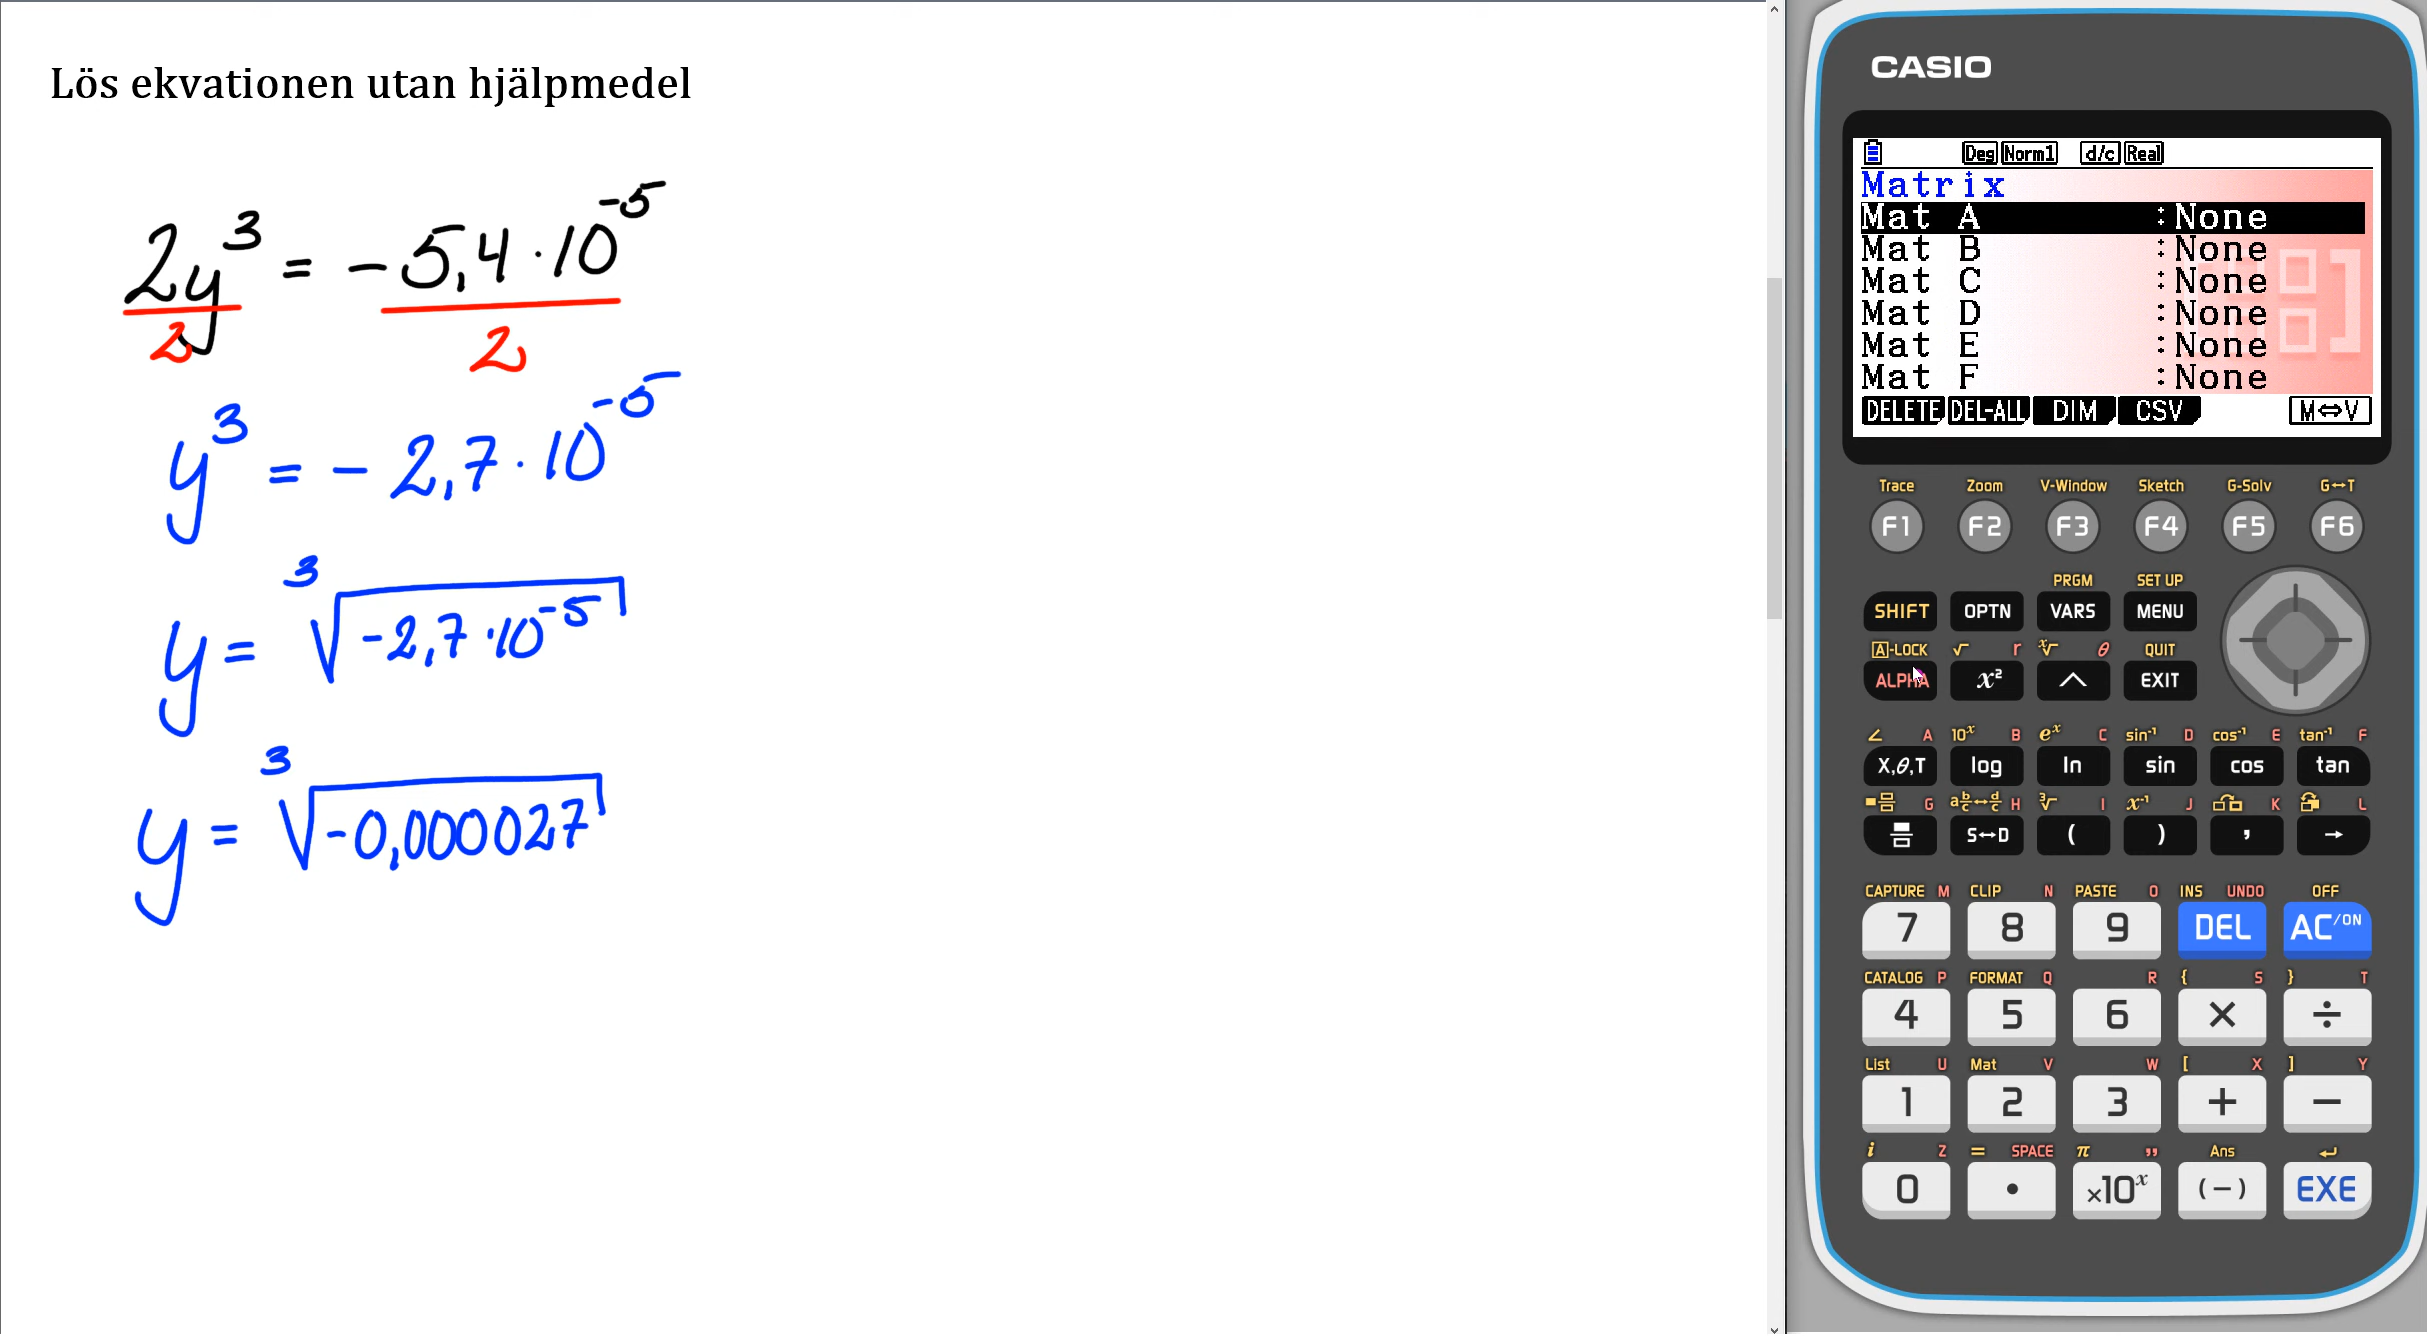 Lös ekvationen utan hjälpmedel
2y³ = -5,4 · 10⁻⁵
2 2
y³ = - 2,7 · 10⁻⁵
y = ³√-2,7 · 10⁻⁵
y = ³√-0,000027
CASIO
Deg Norm1 d/c Real
Matrix
Mat A :None
Mat B :None
Mat C :None
Mat D :None
Mat E :None
Mat F :None
DELETE DEL-ALL DIM CSV M⇔V
Trace Zoom V-Window Sketch G-Solv G↔T
F1 F2 F3 F4 F5 F6
PRGM SET UP
SHIFT OPTN VARS MENU
A-LOCK √ r ˣ√ θ QUIT
ALPHA x² ^ EXIT
∠ A 10ˣ B eˣ C sin⁻¹ D cos⁻¹ E tan⁻¹ F
X,θ,T log ln sin cos tan
G a b/c↔d/c H ³√ I x⁻¹ J K L
S↔D ( ) , →
CAPTURE M CLIP N PASTE O INS UNDO OFF
7 8 9 DEL AC/ON
CATALOG P FORMAT Q R { S } T
4 5 6 × ÷
List U Mat V W [ X ] Y
1 2 3 + −
i Z = SPACE π ” Ans ↵
0 • ×10ˣ (−) EXE